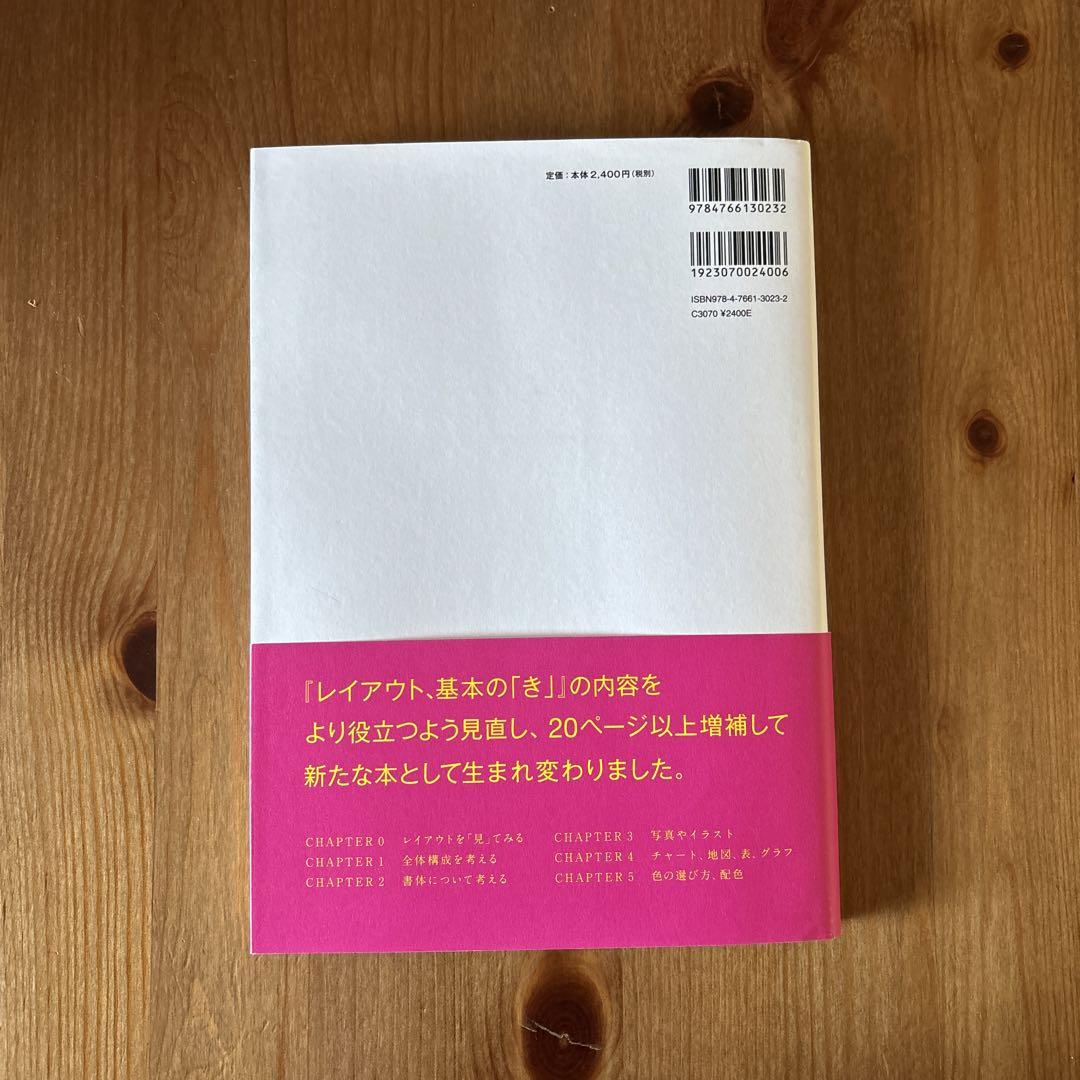 定価：本体2,400円（税別）
9784766130232
1923070024006
ISBN978-4-7661-3023-2
C3070 ¥2400E
『レイアウト、基本の「き」』の内容を
より役立つよう見直し、20ページ以上増補して
新たな本として生まれ変わりました。
CHAPTER 0 レイアウトを「見」てみる
CHAPTER 1 全体構成を考える
CHAPTER 2 書体について考える
CHAPTER 3 写真やイラスト
CHAPTER 4 チャート、地図、表、グラフ
CHAPTER 5 色の選び方、配色